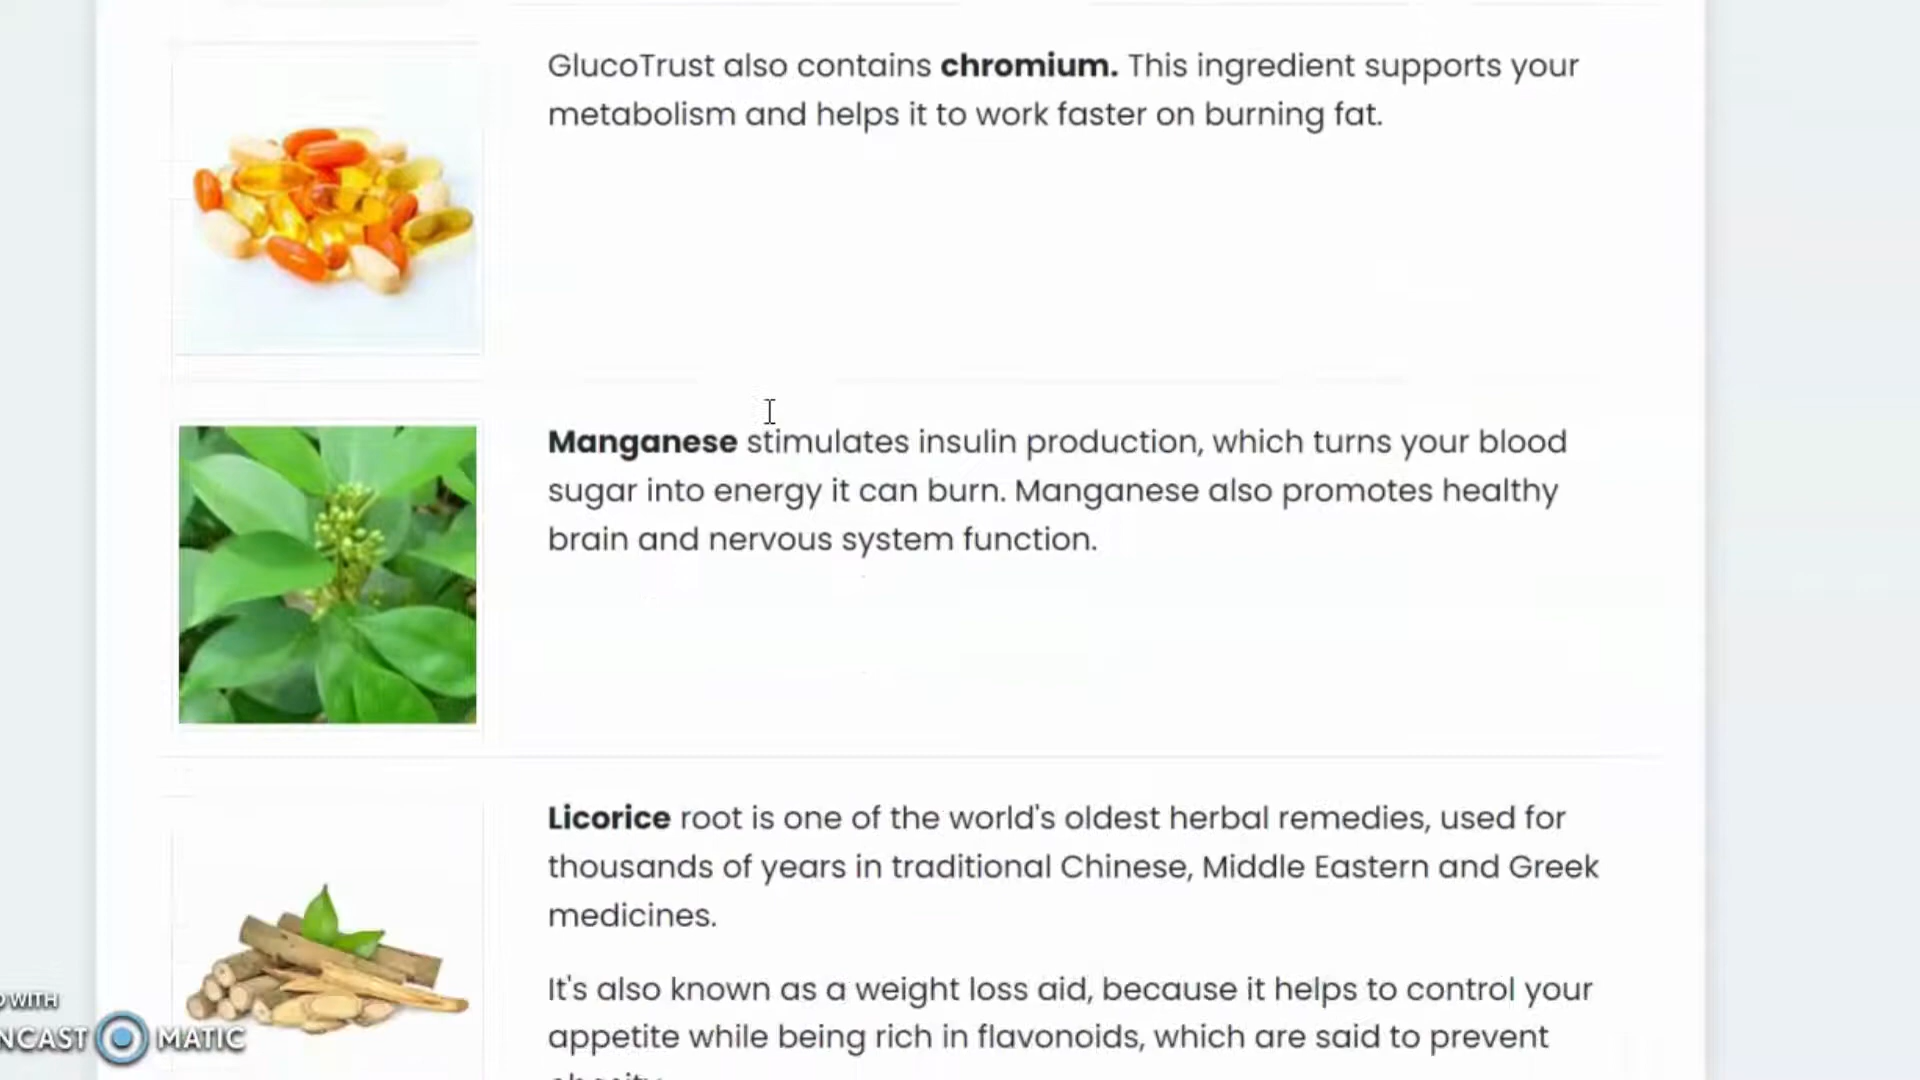 GlucoTrust also contains chromium. This ingredient supports your
metabolism and helps it to work faster on burning fat.
Manganese stimulates insulin production, which turns your blood
sugar into energy it can burn. Manganese also promotes healthy
brain and nervous system function.
Licorice root is one of the world's oldest herbal remedies, used for
thousands of years in traditional Chinese, Middle Eastern and Greek
medicines.
It's also known as a weight loss aid, because it helps to control your
appetite while being rich in flavonoids, which are said to prevent
WITH
NCAST MATIC